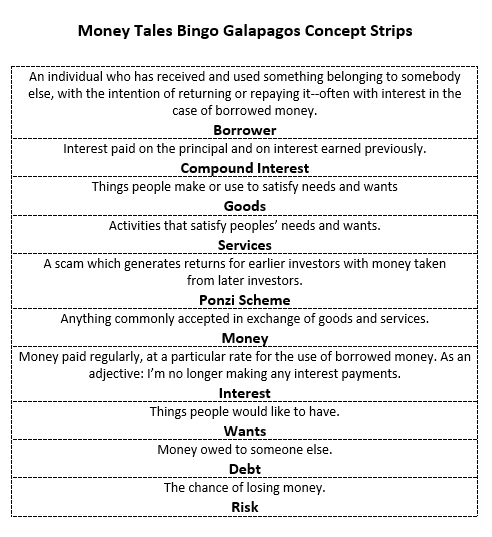 Money Tales Bingo Galapagos Concept Strips
An individual who has received and used something belonging to somebody
else, with the intention of returning or repaying it--often with interest in the
case of borrowed money.
Borrower
Interest paid on the principal and on interest earned previously.
Compound Interest
Things people make or use to satisfy needs and wants
Goods
Activities that satisfy peoples’ needs and wants.
Services
A scam which generates returns for earlier investors with money taken
from later investors.
Ponzi Scheme
Anything commonly accepted in exchange of goods and services.
Money
Money paid regularly, at a particular rate for the use of borrowed money. As an
adjective: I’m no longer making any interest payments.
Interest
Things people would like to have.
Wants
Money owed to someone else.
Debt
The chance of losing money.
Risk